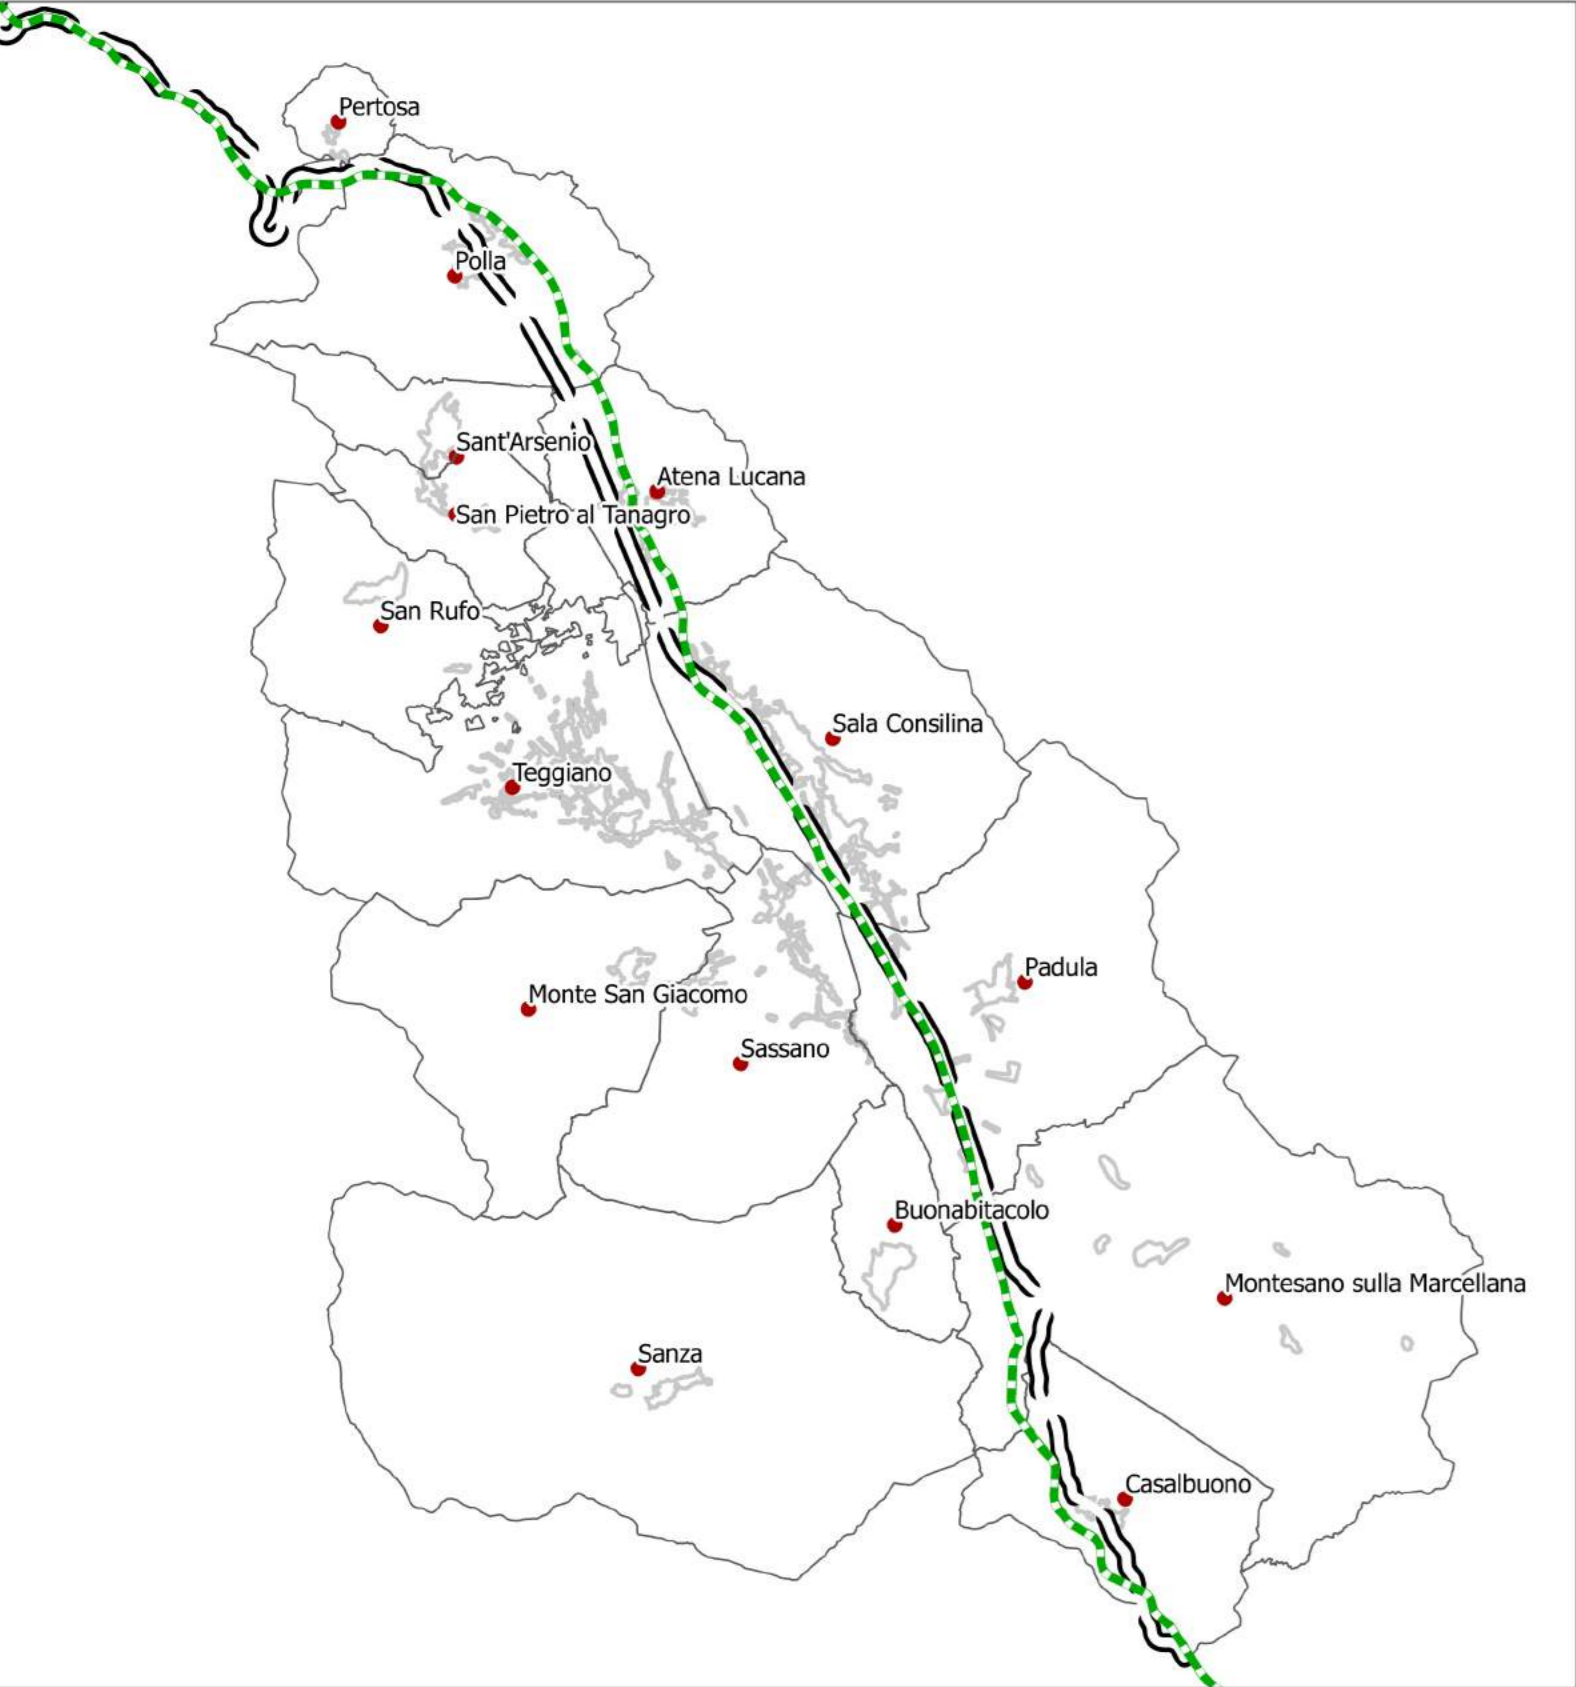 Pertosa
Polla
Sant'Arsenio
Atena Lucana
San Pietro al Tanagro
San Rufo
Sala Consilina
Teggiano
Padula
Monte San Giacomo
Sassano
Buonabitacolo
Montesano sulla Marcellana
Sanza
Casalbuono